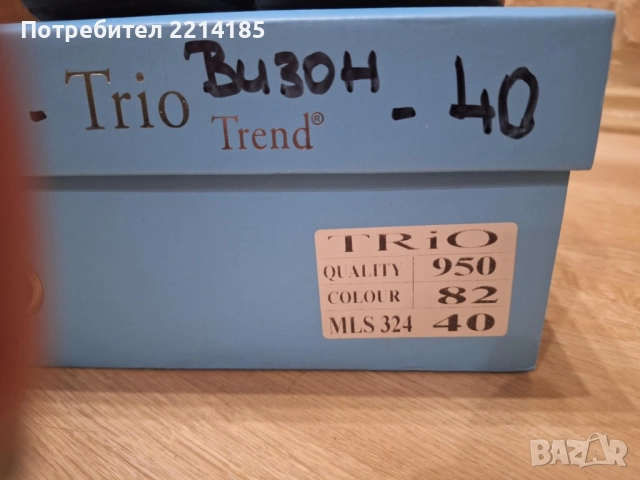 Потребител 2214185
Визон
- Trio Trend® - 40
TRiO
QUALITY 950
COLOUR 82
MLS 324 40
BAZAR